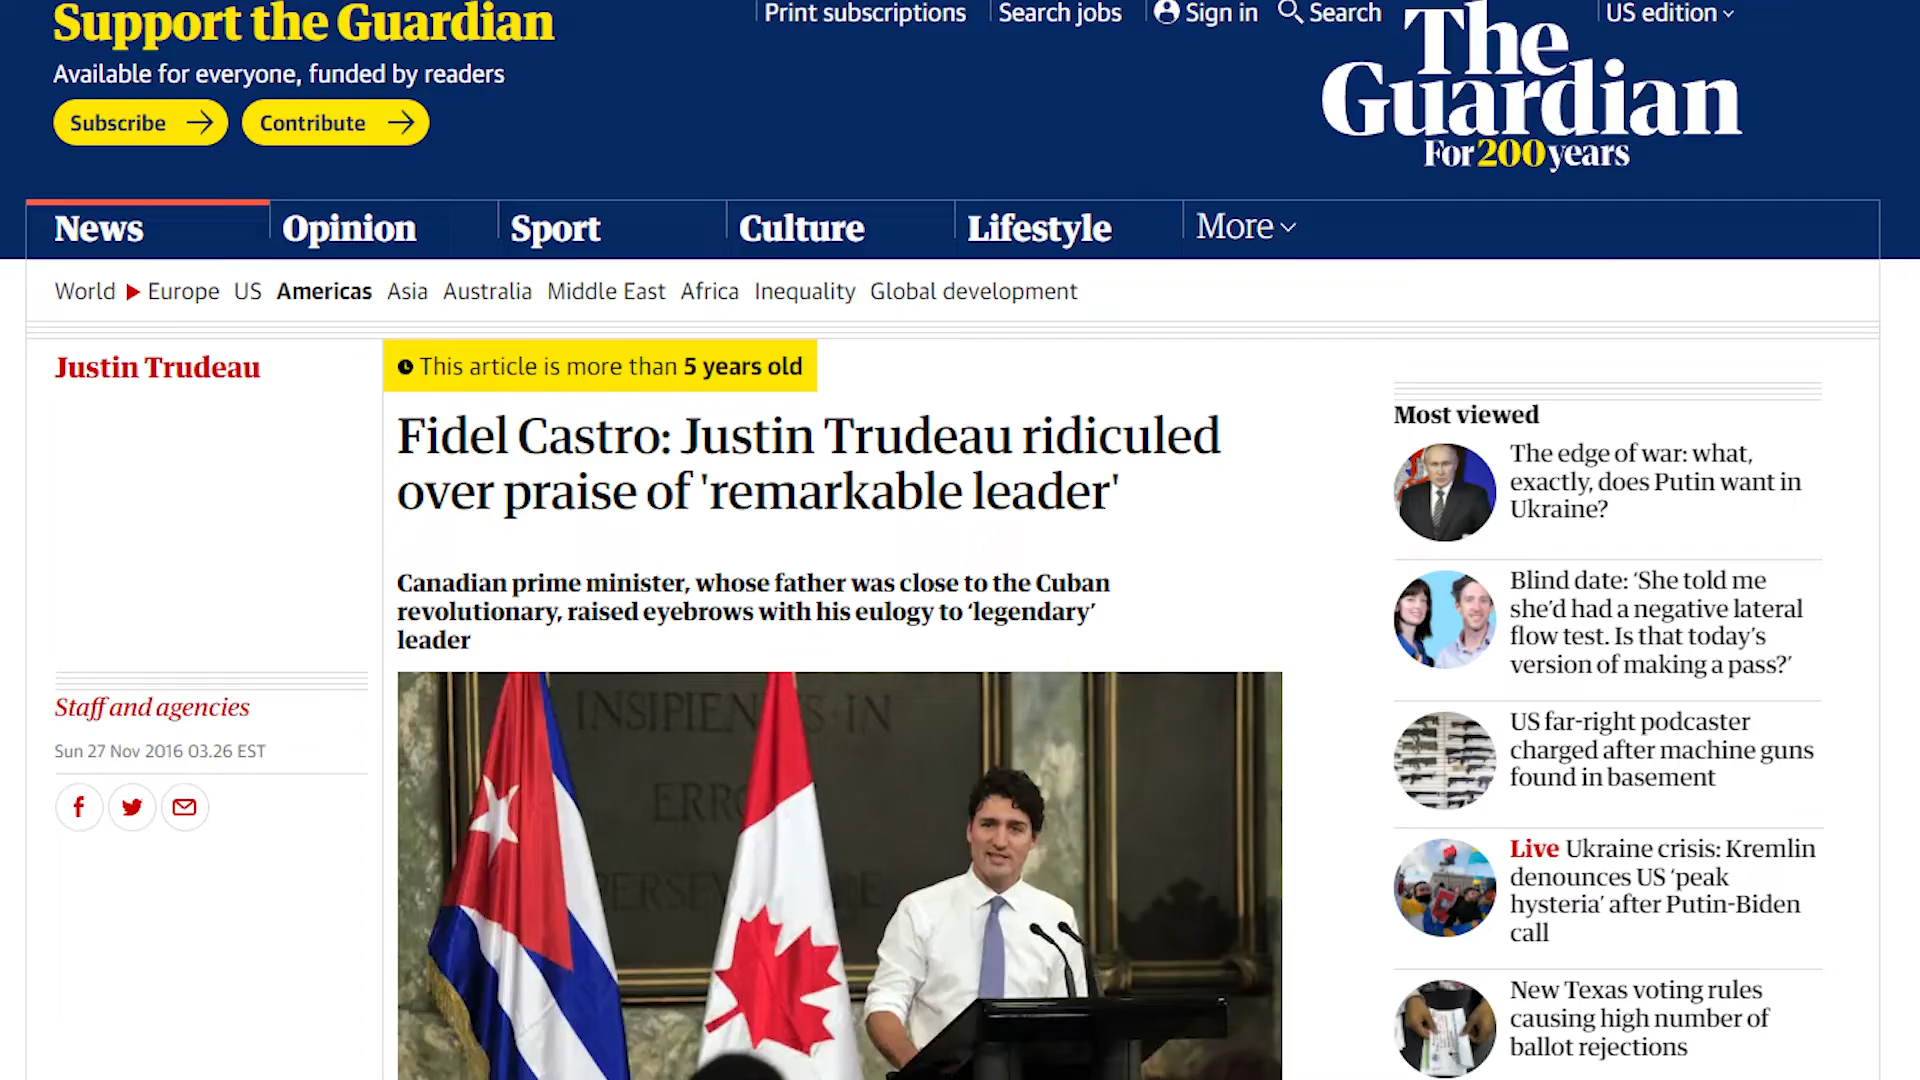 Support the Guardian
Available for everyone, funded by readers
Subscribe
Contribute
Print subscriptions
Search jobs
Sign in
Search
US edition
The
Guardian
For 200 years
News
Opinion
Sport
Culture
Lifestyle
More
World
Europe
US
Americas
Asia
Australia
Middle East
Africa
Inequality
Global development
Justin Trudeau
This article is more than 5 years old
Fidel Castro: Justin Trudeau ridiculed
over praise of 'remarkable leader'
Canadian prime minister, whose father was close to the Cuban
revolutionary, raised eyebrows with his eulogy to ‘legendary’
leader
Staff and agencies
Sun 27 Nov 2016 03.26 EST
INSIPIEN S IN
ERRO
PERSEV E
Most viewed
The edge of war: what,
exactly, does Putin want in
Ukraine?
Blind date: ‘She told me
she’d had a negative lateral
flow test. Is that today’s
version of making a pass?’
US far-right podcaster
charged after machine guns
found in basement
Live Ukraine crisis: Kremlin
denounces US ‘peak
hysteria’ after Putin-Biden
call
New Texas voting rules
causing high number of
ballot rejections